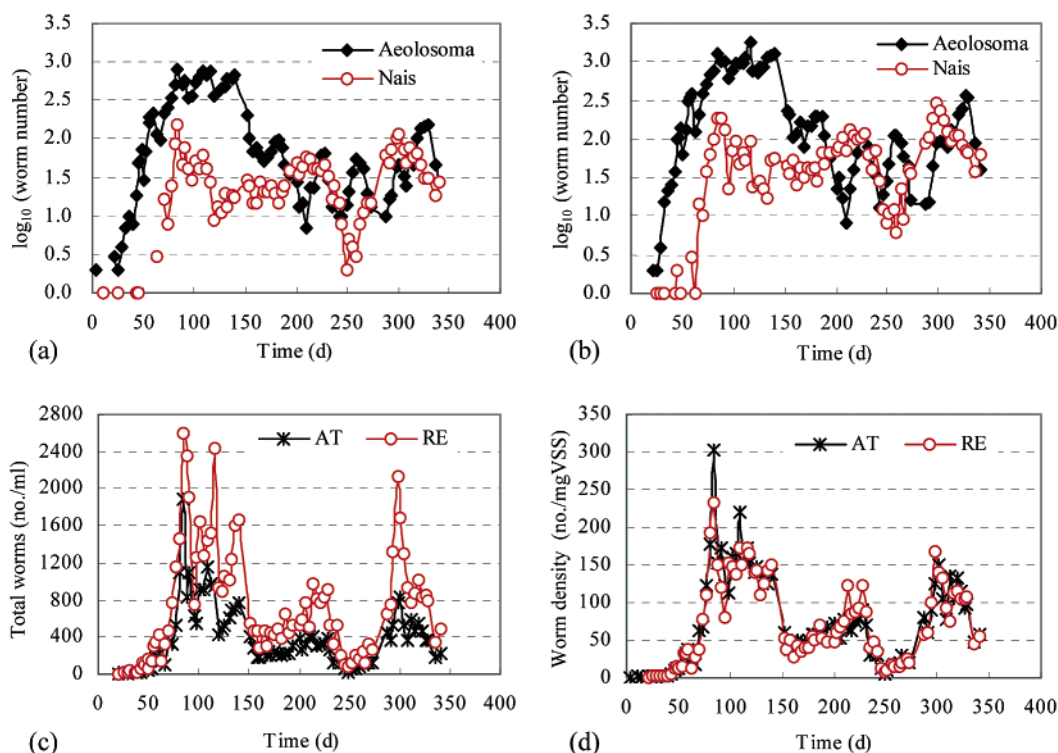 3.5
3.0
2.5
2.0
1.5
1.0
0.5
0.0
log₁₀ (worm number)
Aeolosoma
Nais
0 50 100 150 200 250 300 350 400
Time (d)
(a)
3.5
3.0
2.5
2.0
1.5
1.0
0.5
0.0
log₁₀ (worm number)
Aeolosoma
Nais
0 50 100 150 200 250 300 350 400
Time (d)
(b)
2800
2400
2000
1600
1200
800
400
0
Total worms (no./ml)
AT RE
0 50 100 150 200 250 300 350 400
Time (d)
(c)
350
300
250
200
150
100
50
0
Worm density (no./mgVSS)
AT RE
0 50 100 150 200 250 300 350 400
Time (d)
(d)